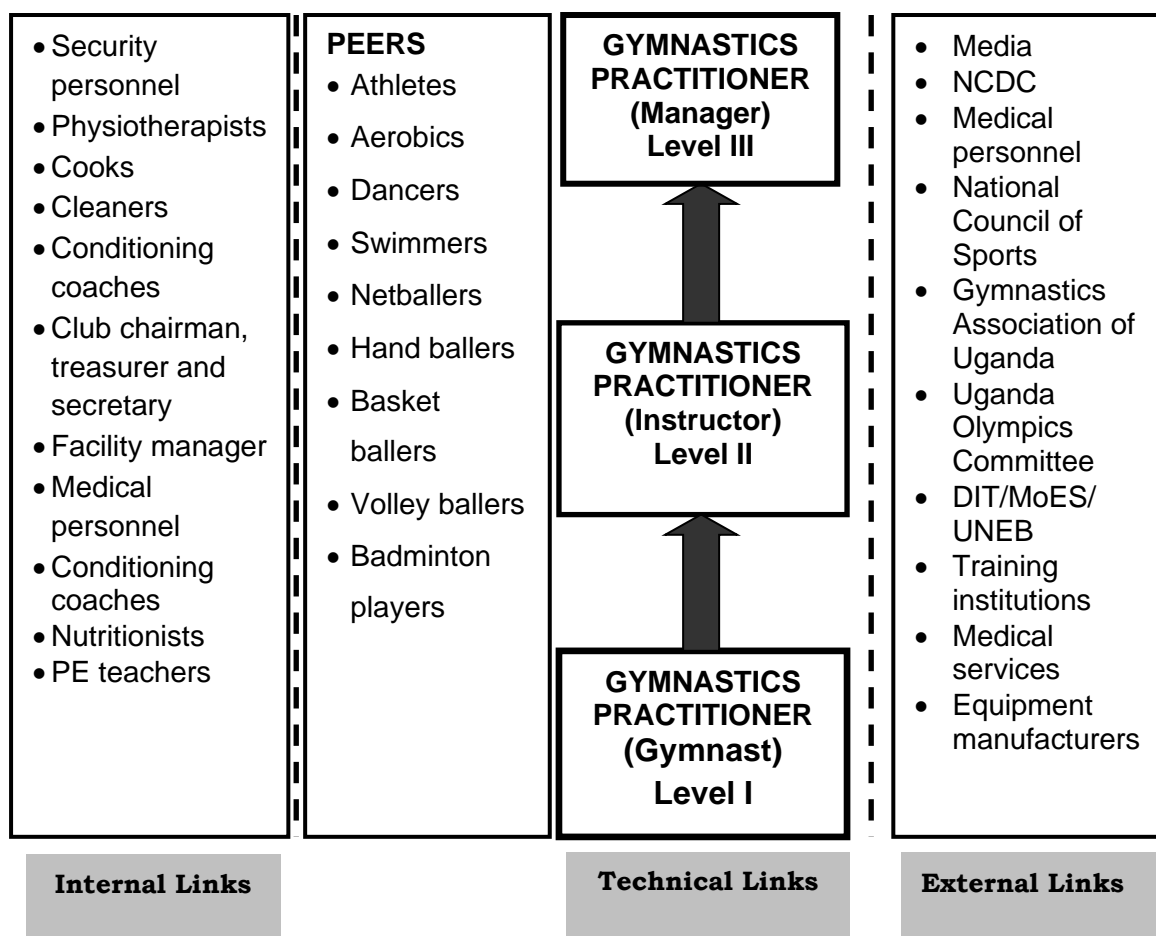 • Security
personnel
• Physiotherapists
• Cooks
• Cleaners
• Conditioning
coaches
• Club chairman,
treasurer and
secretary
• Facility manager
• Medical
personnel
• Conditioning
coaches
• Nutritionists
• PE teachers
PEERS
• Athletes
• Aerobics
• Dancers
• Swimmers
• Netballers
• Hand ballers
• Basket
ballers
• Volley ballers
• Badminton
players
GYMNASTICS
PRACTITIONER
(Manager)
Level III
GYMNASTICS
PRACTITIONER
(Instructor)
Level II
GYMNASTICS
PRACTITIONER
(Gymnast)
Level I
• Media
• NCDC
• Medical
personnel
• National
Council of
Sports
• Gymnastics
Association of
Uganda
• Uganda
Olympics
Committee
• DIT/MoES/
UNEB
• Training
institutions
• Medical
services
• Equipment
manufacturers
Internal Links
Technical Links
External Links